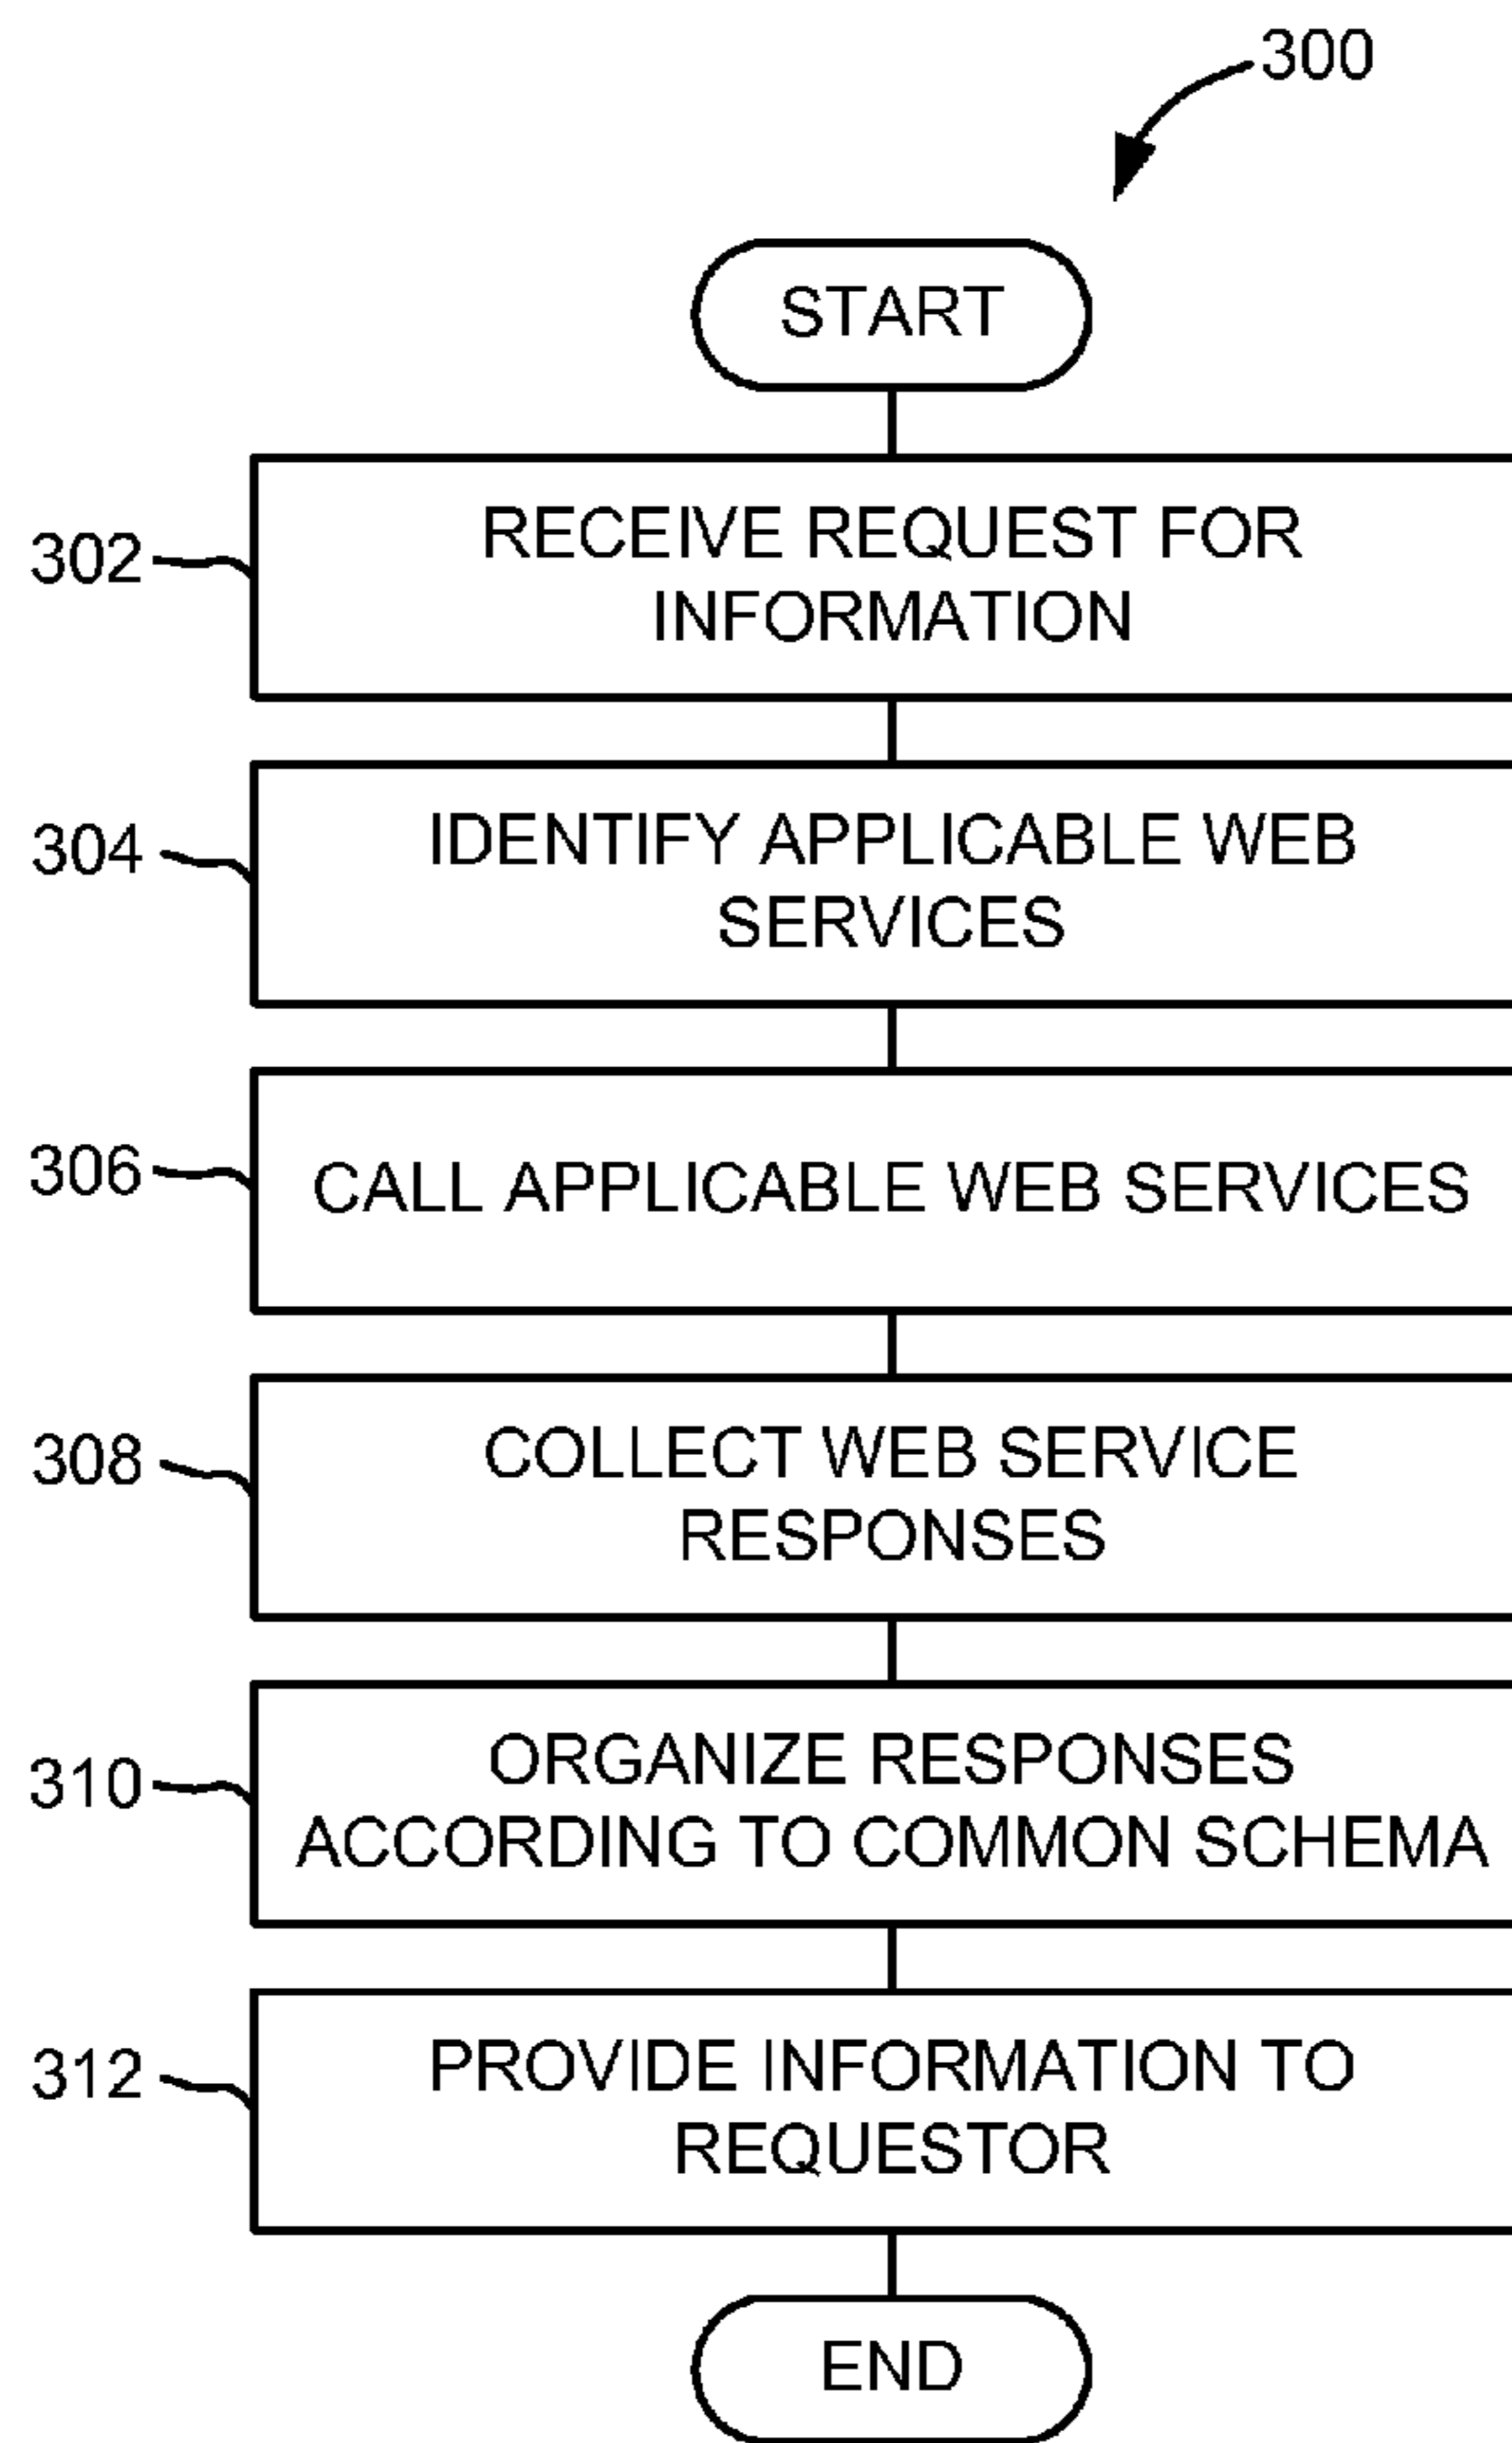 300
START
302
RECEIVE REQUEST FOR
INFORMATION
304
IDENTIFY APPLICABLE WEB
SERVICES
306
CALL APPLICABLE WEB SERVICES
308
COLLECT WEB SERVICE
RESPONSES
310
ORGANIZE RESPONSES
ACCORDING TO COMMON SCHEMA
312
PROVIDE INFORMATION TO
REQUESTOR
END